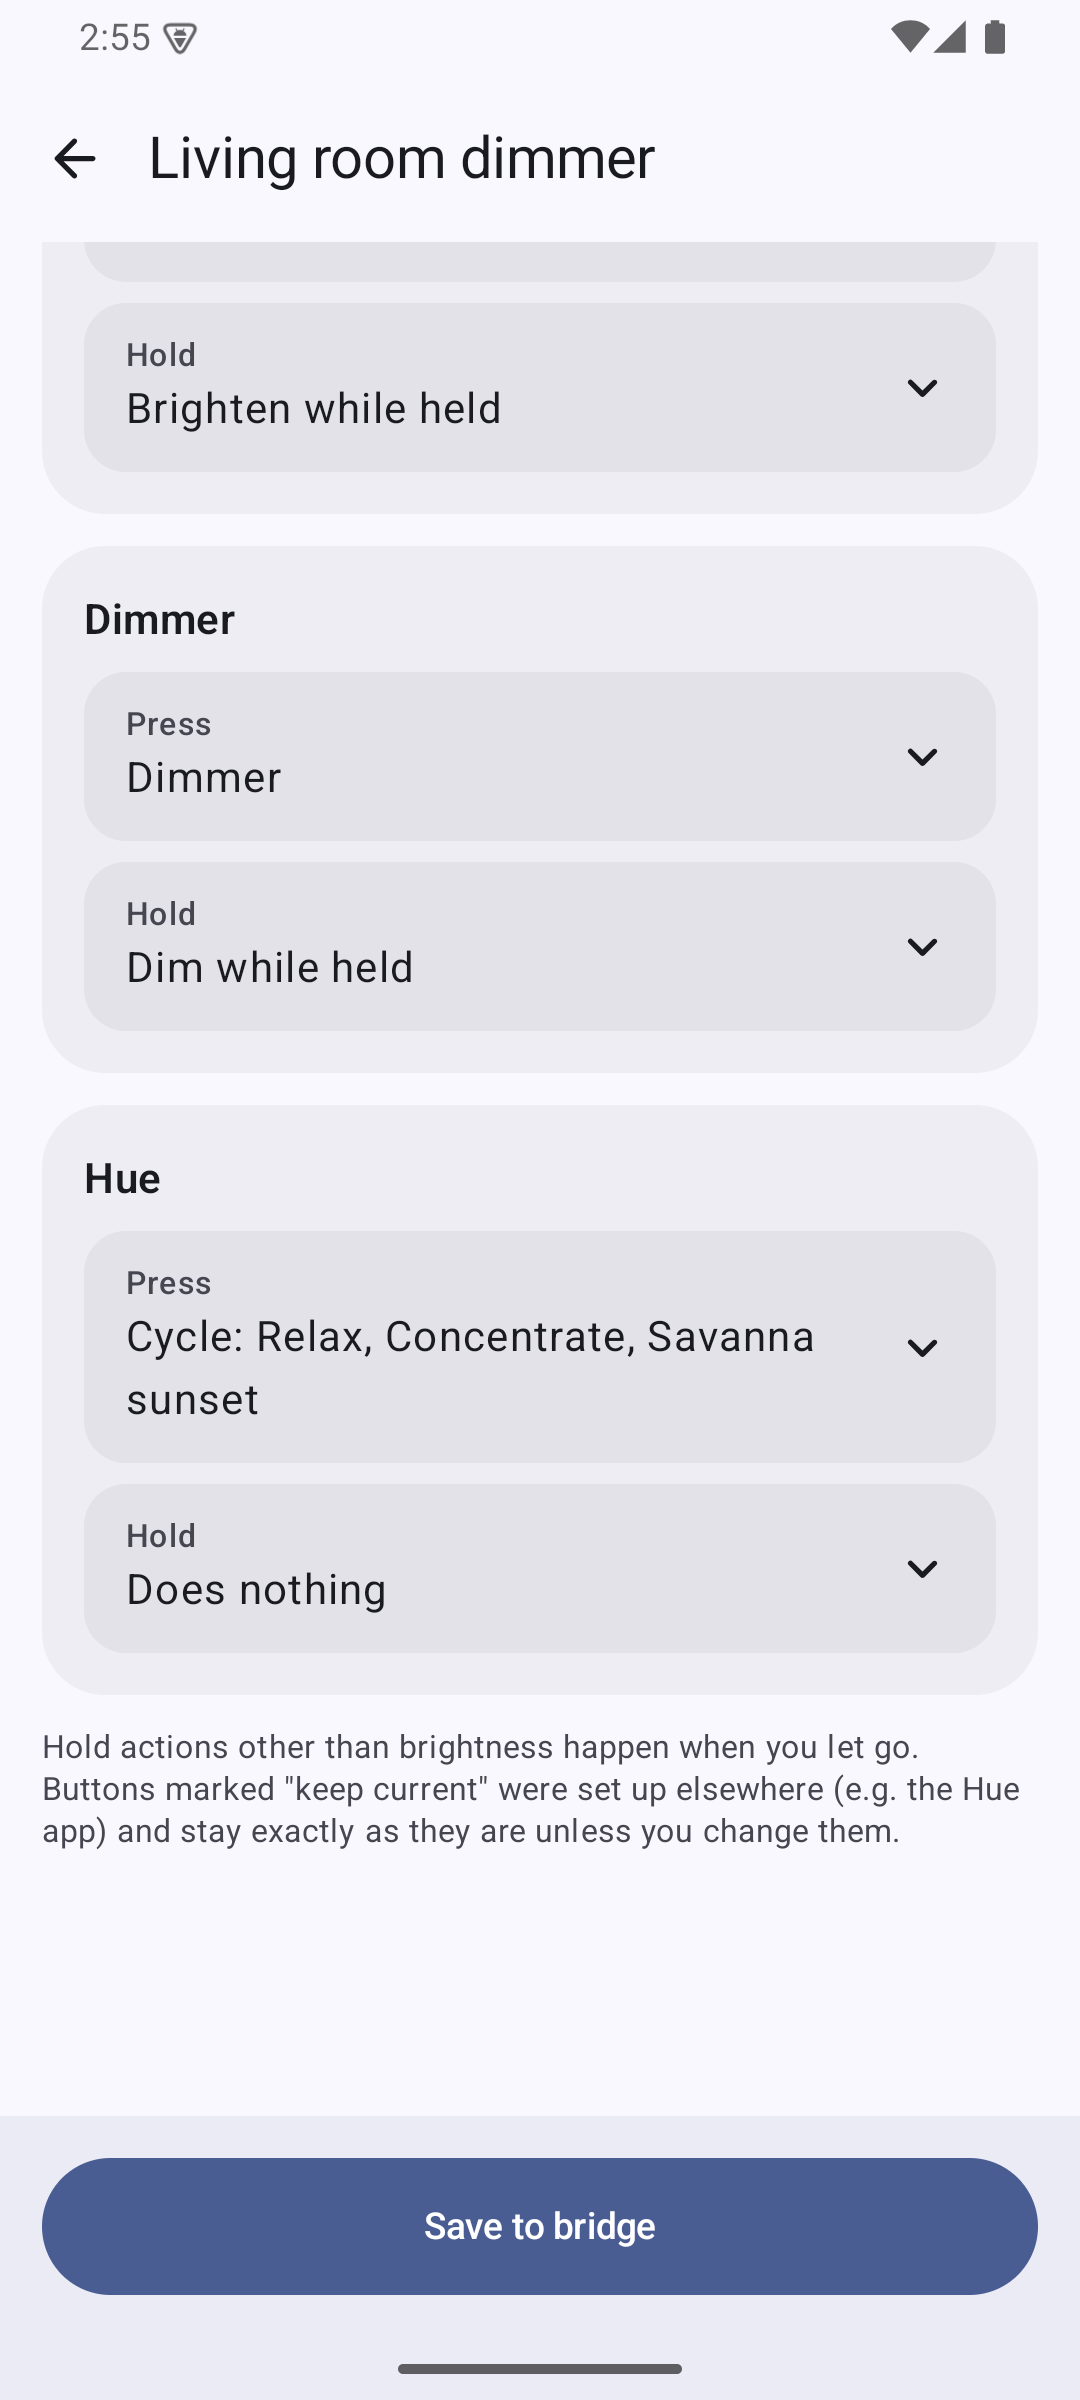 2:55
Living room dimmer
Hold
Brighten while held
Dimmer
Press
Dimmer
Hold
Dim while held
Hue
Press
Cycle: Relax, Concentrate, Savanna
sunset
Hold
Does nothing
Hold actions other than brightness happen when you let go.
Buttons marked "keep current" were set up elsewhere (e.g. the Hue
app) and stay exactly as they are unless you change them.
Save to bridge